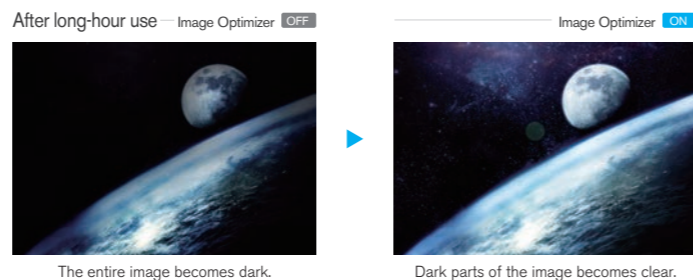 After long-hour use Image Optimizer OFF
Image Optimizer ON
The entire image becomes dark.
Dark parts of the image becomes clear.